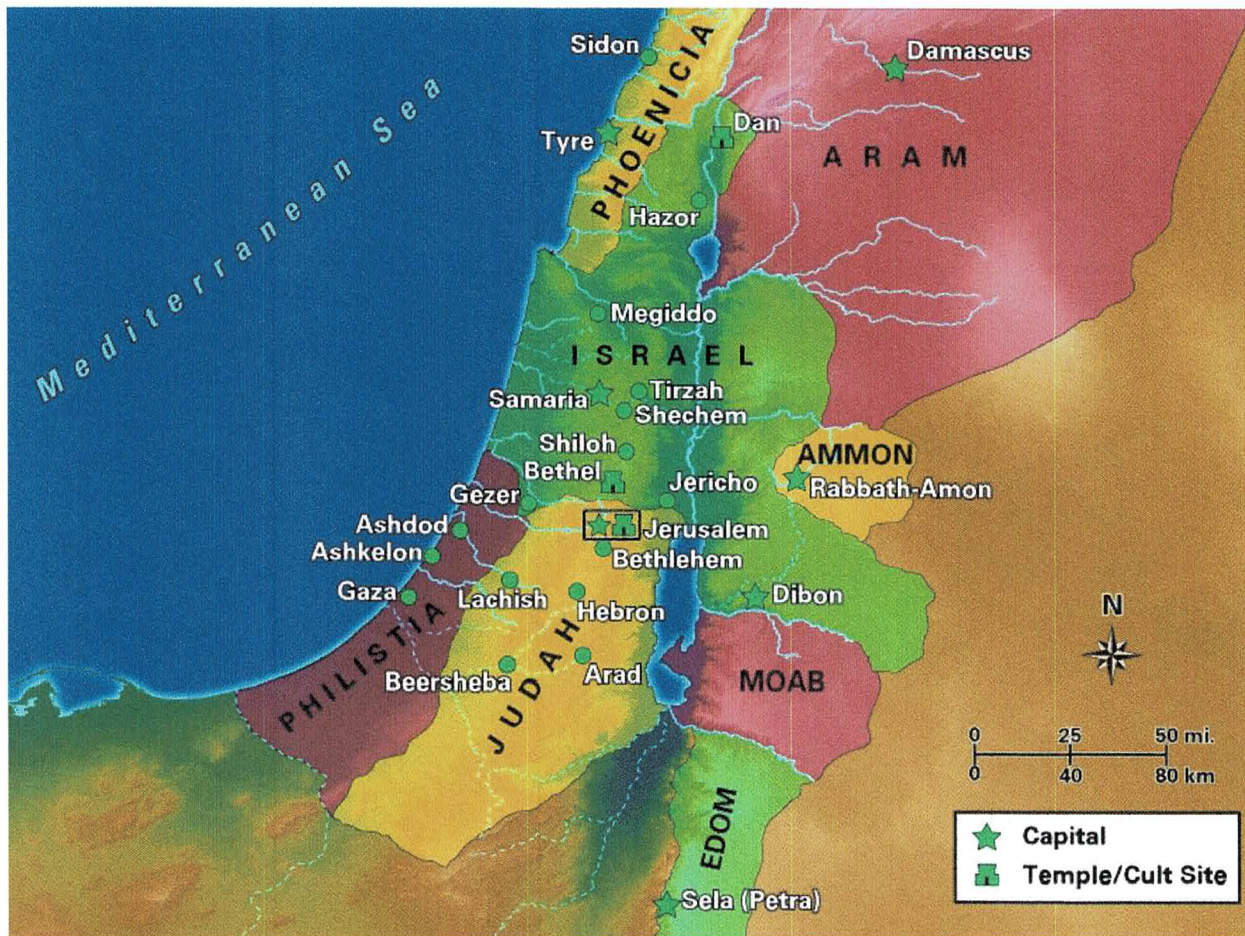 Sidon
PHOENICIA
Damascus
Mediterranean Sea
Tyre
Dan
ARAM
Hazor
Megiddo
ISRAEL
Samaria
Tirzah
Shechem
Shiloh
AMMON
Bethel
Rabbath-Amon
Jericho
Gezer
Ashdod
Jerusalem
Ashkelon
Bethlehem
Gaza
Lachish
Hebron
Dibon
N
PHILISTIA
JUDAH
Beersheba
Arad
MOAB
0 25 50 mi.
0 40 80 km
EDOM
Capital
Temple/Cult Site
Sela (Petra)